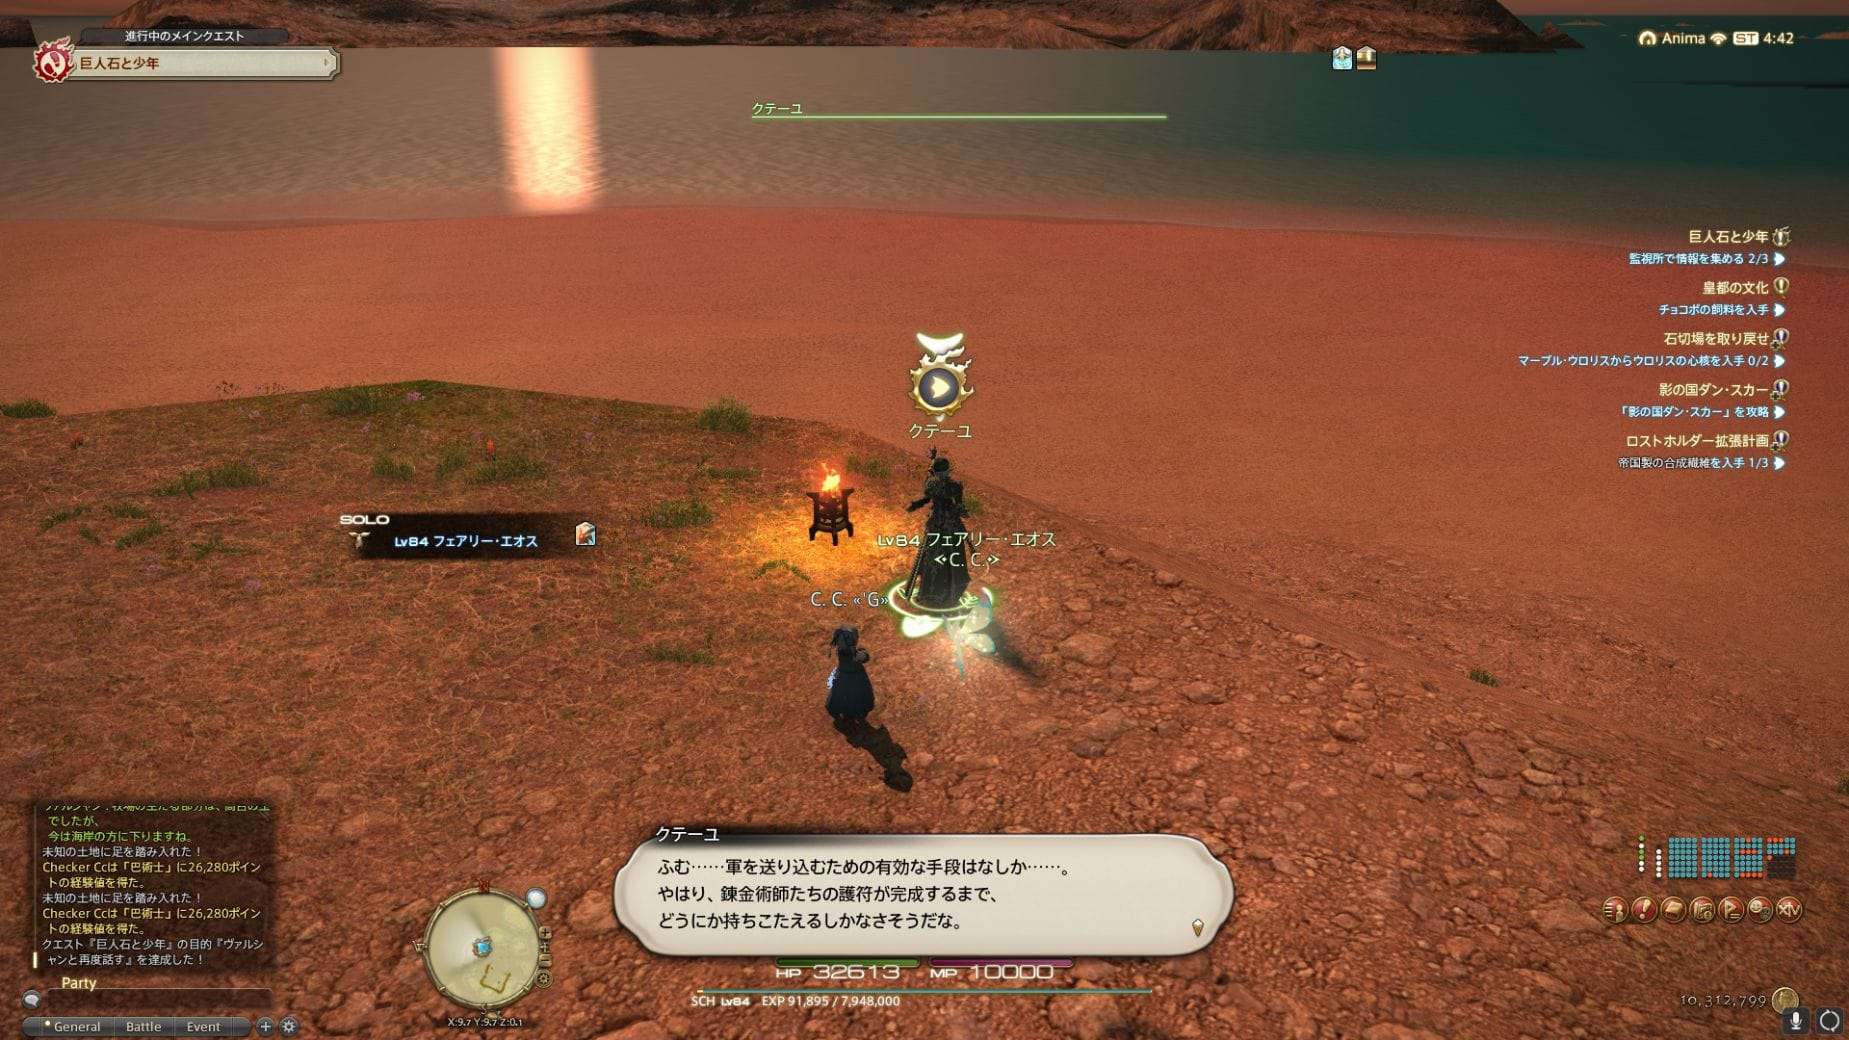 進行中のメインクエスト
巨人石と少年
Anima ST 4:42
クテーユ
巨人石と少年
監視所で情報を集める 2/3
皇都の文化
チョコボの飼料を入手
石切場を取り戻せ
マーブル・ウロリスからウロリスの心核を入手 0/2
影の国ダン・スカー
「影の国ダン・スカー」を攻略
ロストホルダー拡張計画
帝国製の合成繊維を入手 1/3
クテーユ
SOLO
Lv84 フェアリー・エオス
Lv84 フェアリー・エオス
«C. C.»
C. C. «'G»
でしたが、
今は海岸の方に下りますね。
未知の土地に足を踏み入れた！
Checker Ccは「巴術士」に26,280ポイン
トの経験値を得た。
未知の土地に足を踏み入れた！
Checker Ccは「巴術士」に26,280ポイン
トの経験値を得た。
クエスト『巨人石と少年』の目的『ヴァルシ
ャンと再度話す』を達成した！
Party
General Battle Event
N
X:9.7 Y:9.7 Z:0.1
クテーユ
ふむ……軍を送り込むための有効な手段はなしか……。
やはり、錬金術師たちの護符が完成するまで、
どうにか持ちこたえるしかなさそうだな。
HP 32613 MP 10000
SCH Lv84 EXP 91,895 / 7,948,000
XIV
10,312,799